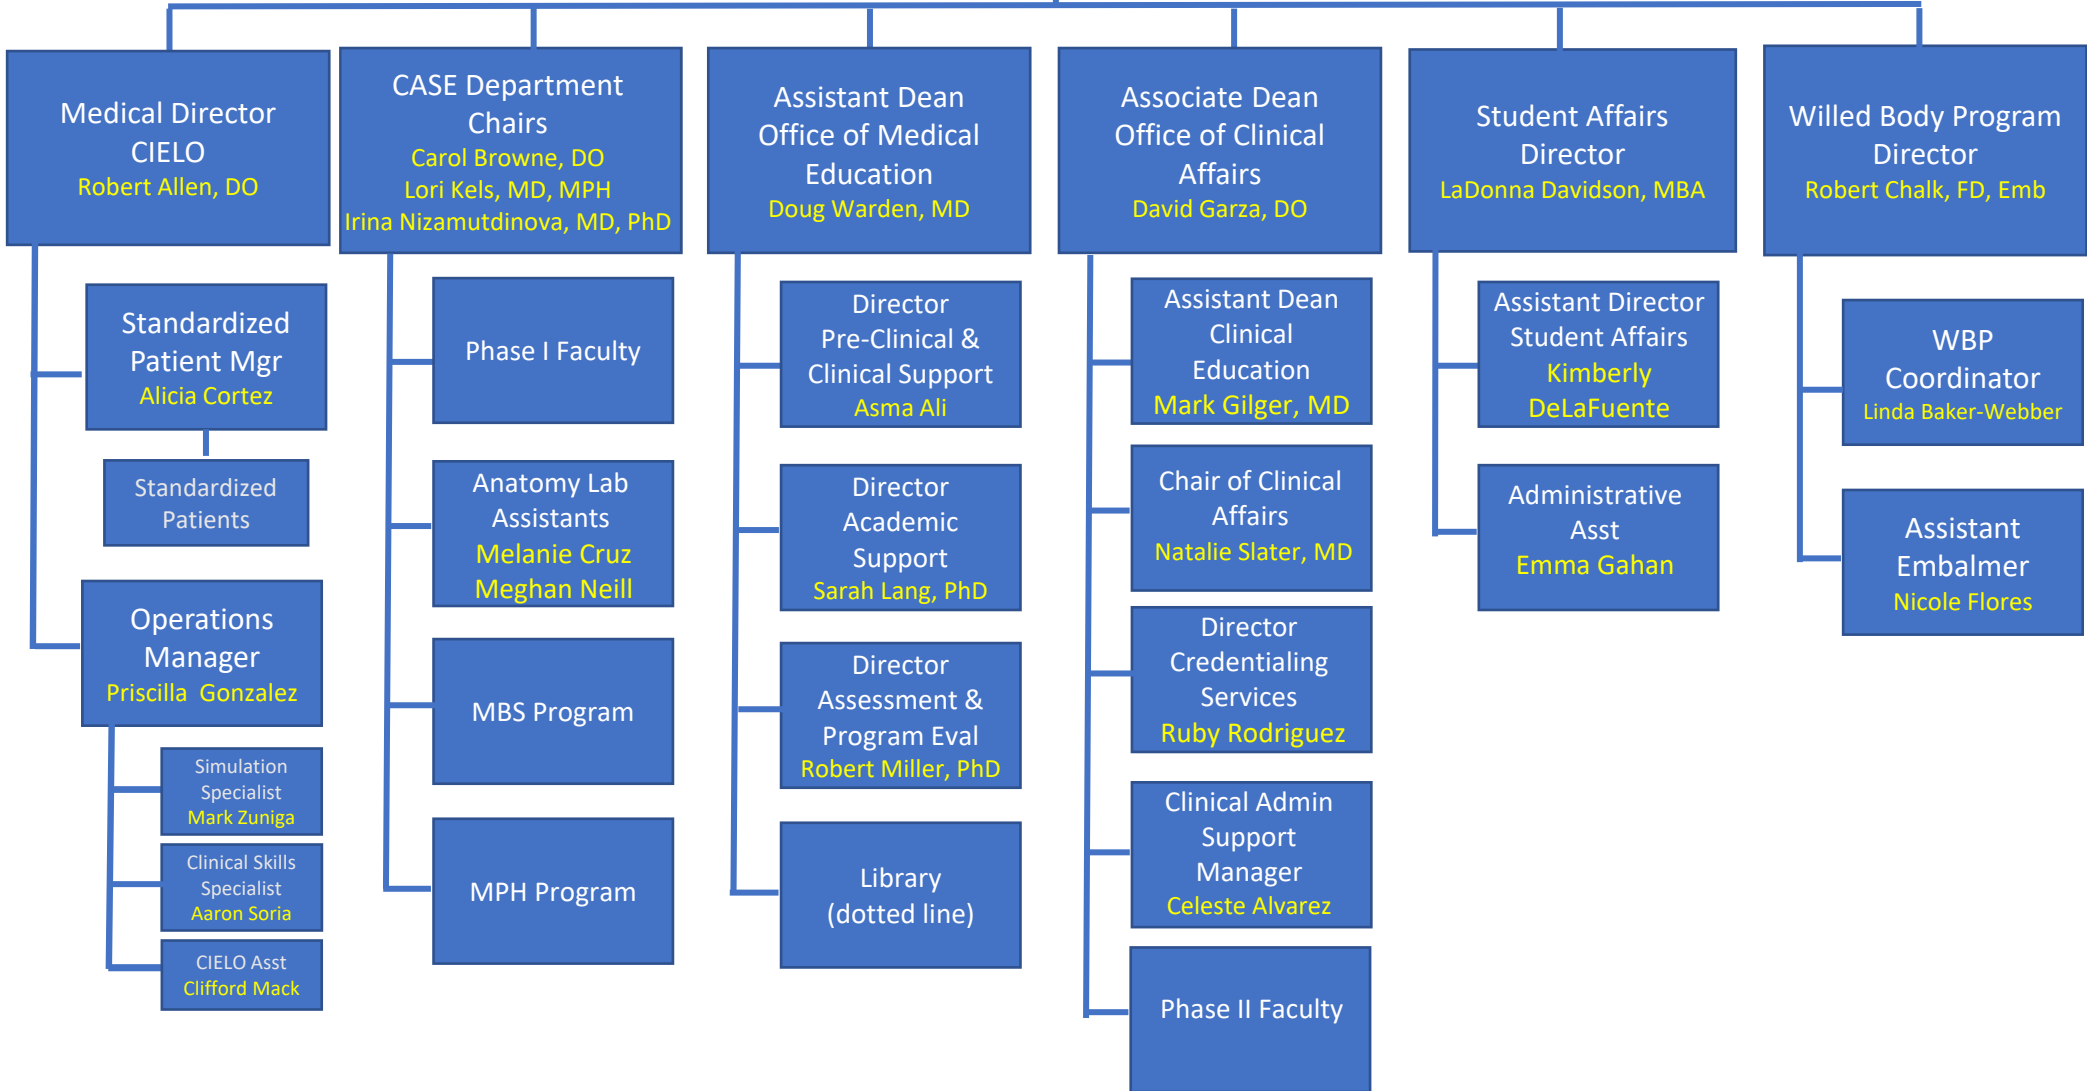 Medical Director
CIELO
Robert Allen, DO
CASE Department
Chairs
Carol Browne, DO
Lori Kels, MD, MPH
Irina Nizamutdinova, MD, PhD
Assistant Dean
Office of Medical
Education
Doug Warden, MD
Associate Dean
Office of Clinical
Affairs
David Garza, DO
Student Affairs
Director
LaDonna Davidson, MBA
Willed Body Program
Director
Robert Chalk, FD, Emb
Standardized
Patient Mgr
Alicia Cortez
Standardized
Patients
Operations
Manager
Priscilla Gonzalez
Simulation
Specialist
Mark Zuniga
Clinical Skills
Specialist
Aaron Soria
CIELO Asst
Clifford Mack
Phase I Faculty
Anatomy Lab
Assistants
Melanie Cruz
Meghan Neill
MBS Program
MPH Program
Director
Pre-Clinical &
Clinical Support
Asma Ali
Director
Academic
Support
Sarah Lang, PhD
Director
Assessment &
Program Eval
Robert Miller, PhD
Library
(dotted line)
Assistant Dean
Clinical
Education
Mark Gilger, MD
Chair of Clinical
Affairs
Natalie Slater, MD
Director
Credentialing
Services
Ruby Rodriguez
Clinical Admin
Support
Manager
Celeste Alvarez
Phase II Faculty
Assistant Director
Student Affairs
Kimberly
DeLaFuente
Administrative
Asst
Emma Gahan
WBP
Coordinator
Linda Baker-Webber
Assistant
Embalmer
Nicole Flores